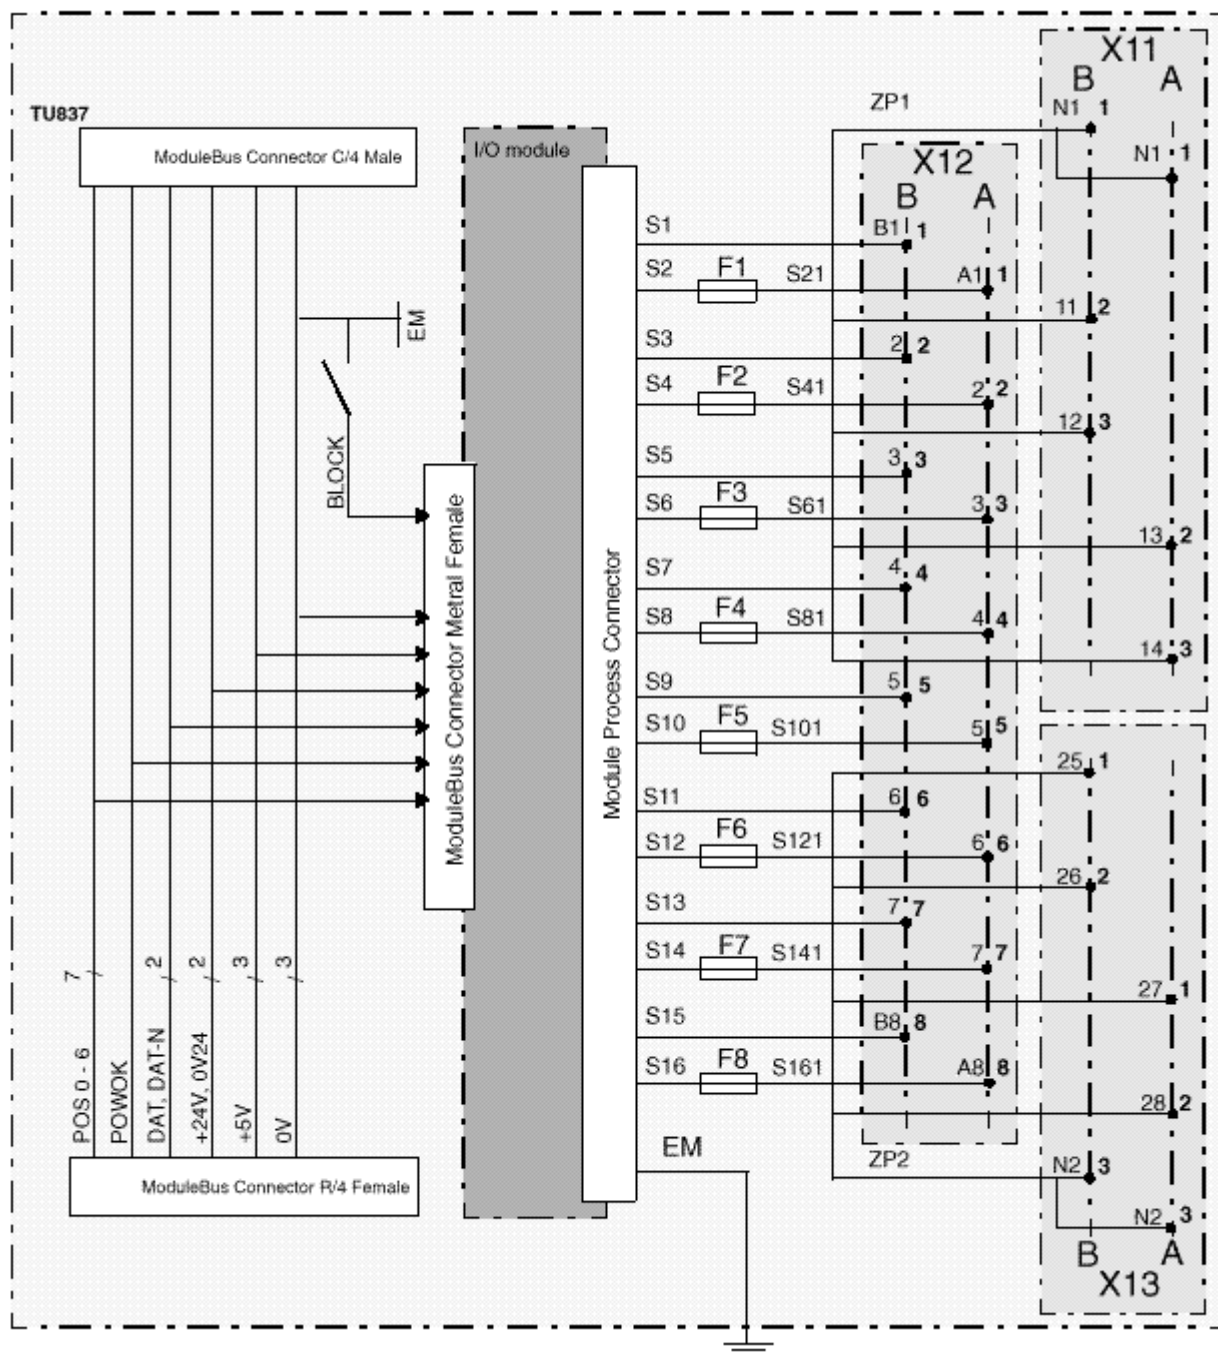 X11
B A
TU837
ZP1
N1 1
ModuleBus Connector C/4 Male
I/O module
X12
N1 1
B A
S1
B1 1
S2 F1 S21
A1 1
11 2
EM
S3
2 2
S4 F2 S41
2 2
12 3
BLOCK
S5
3 3
S6 F3 S61
3 3
13 2
ModuleBus Connector Metral Female
Module Process Connector
S7
4 4
S8 F4 S81
4 4
14 3
S9
5 5
S10 F5 S101
5 5
25 1
S11
6 6
S12 F6 S121
6 6
26 2
S13
7 7
S14 F7 S141
7 7
7 2 2 3 3
27 1
S15
B8 8
S16 F8 S161
A8 8
28 2
POS 0 - 6
POWOK
DAT, DAT-N
+24V, 0V24
+5V
0V
EM
ZP2
N2 3
ModuleBus Connector R/4 Female
N2 3
B A
X13